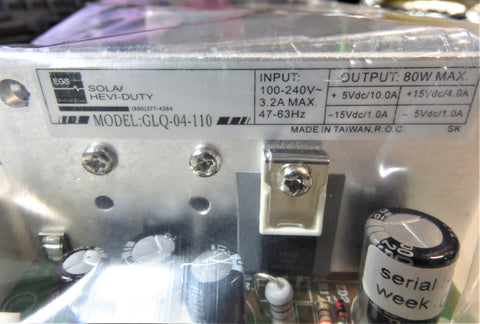 EGS
SOLA/
HEVI-DUTY
(800)377-4384
MODEL:GLQ-04-110
INPUT:
100-240V~
3.2A MAX.
47-63Hz
OUTPUT: 80W MAX.
+ 5Vdc/10.0A +15Vdc/4.0A
-15Vdc/1.0A - 5Vdc/1.0A
MADE IN TAIWAN,R.O.C. SK
serial
week